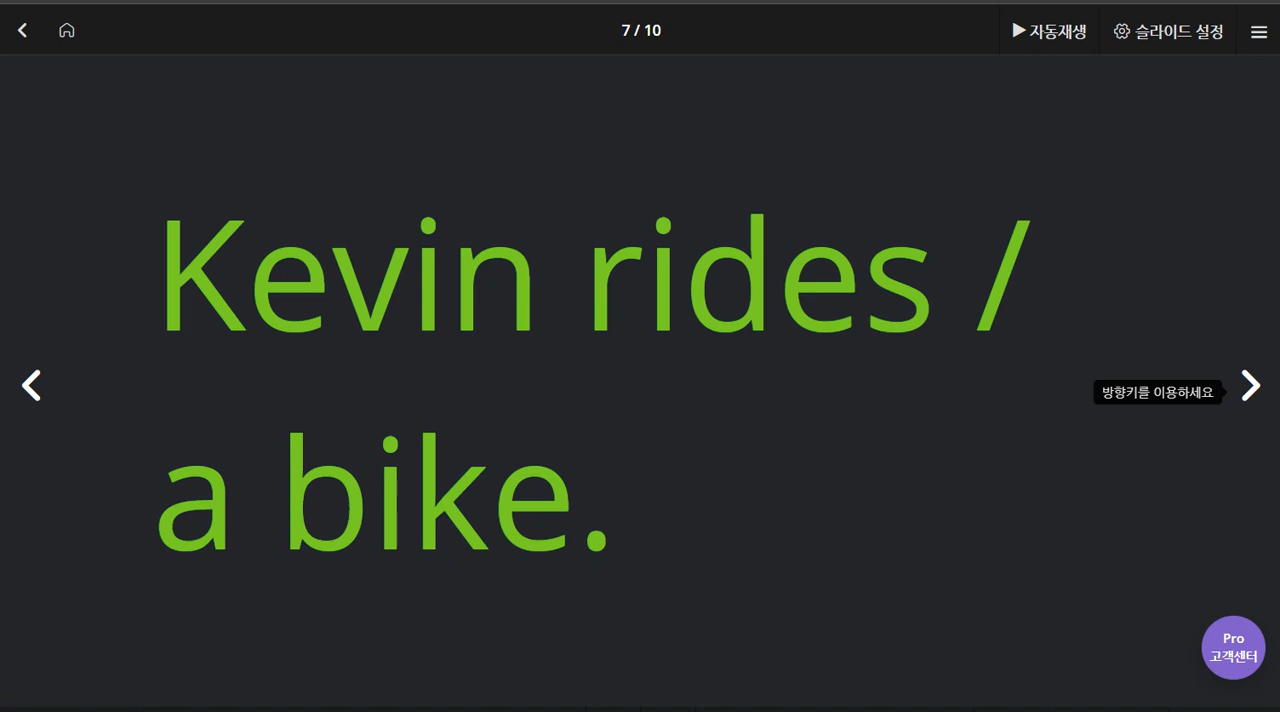 7 / 10
▶ 자동재생
슬라이드 설정
Kevin rides /
a bike.
방향키를 이용하세요
Pro
고객센터